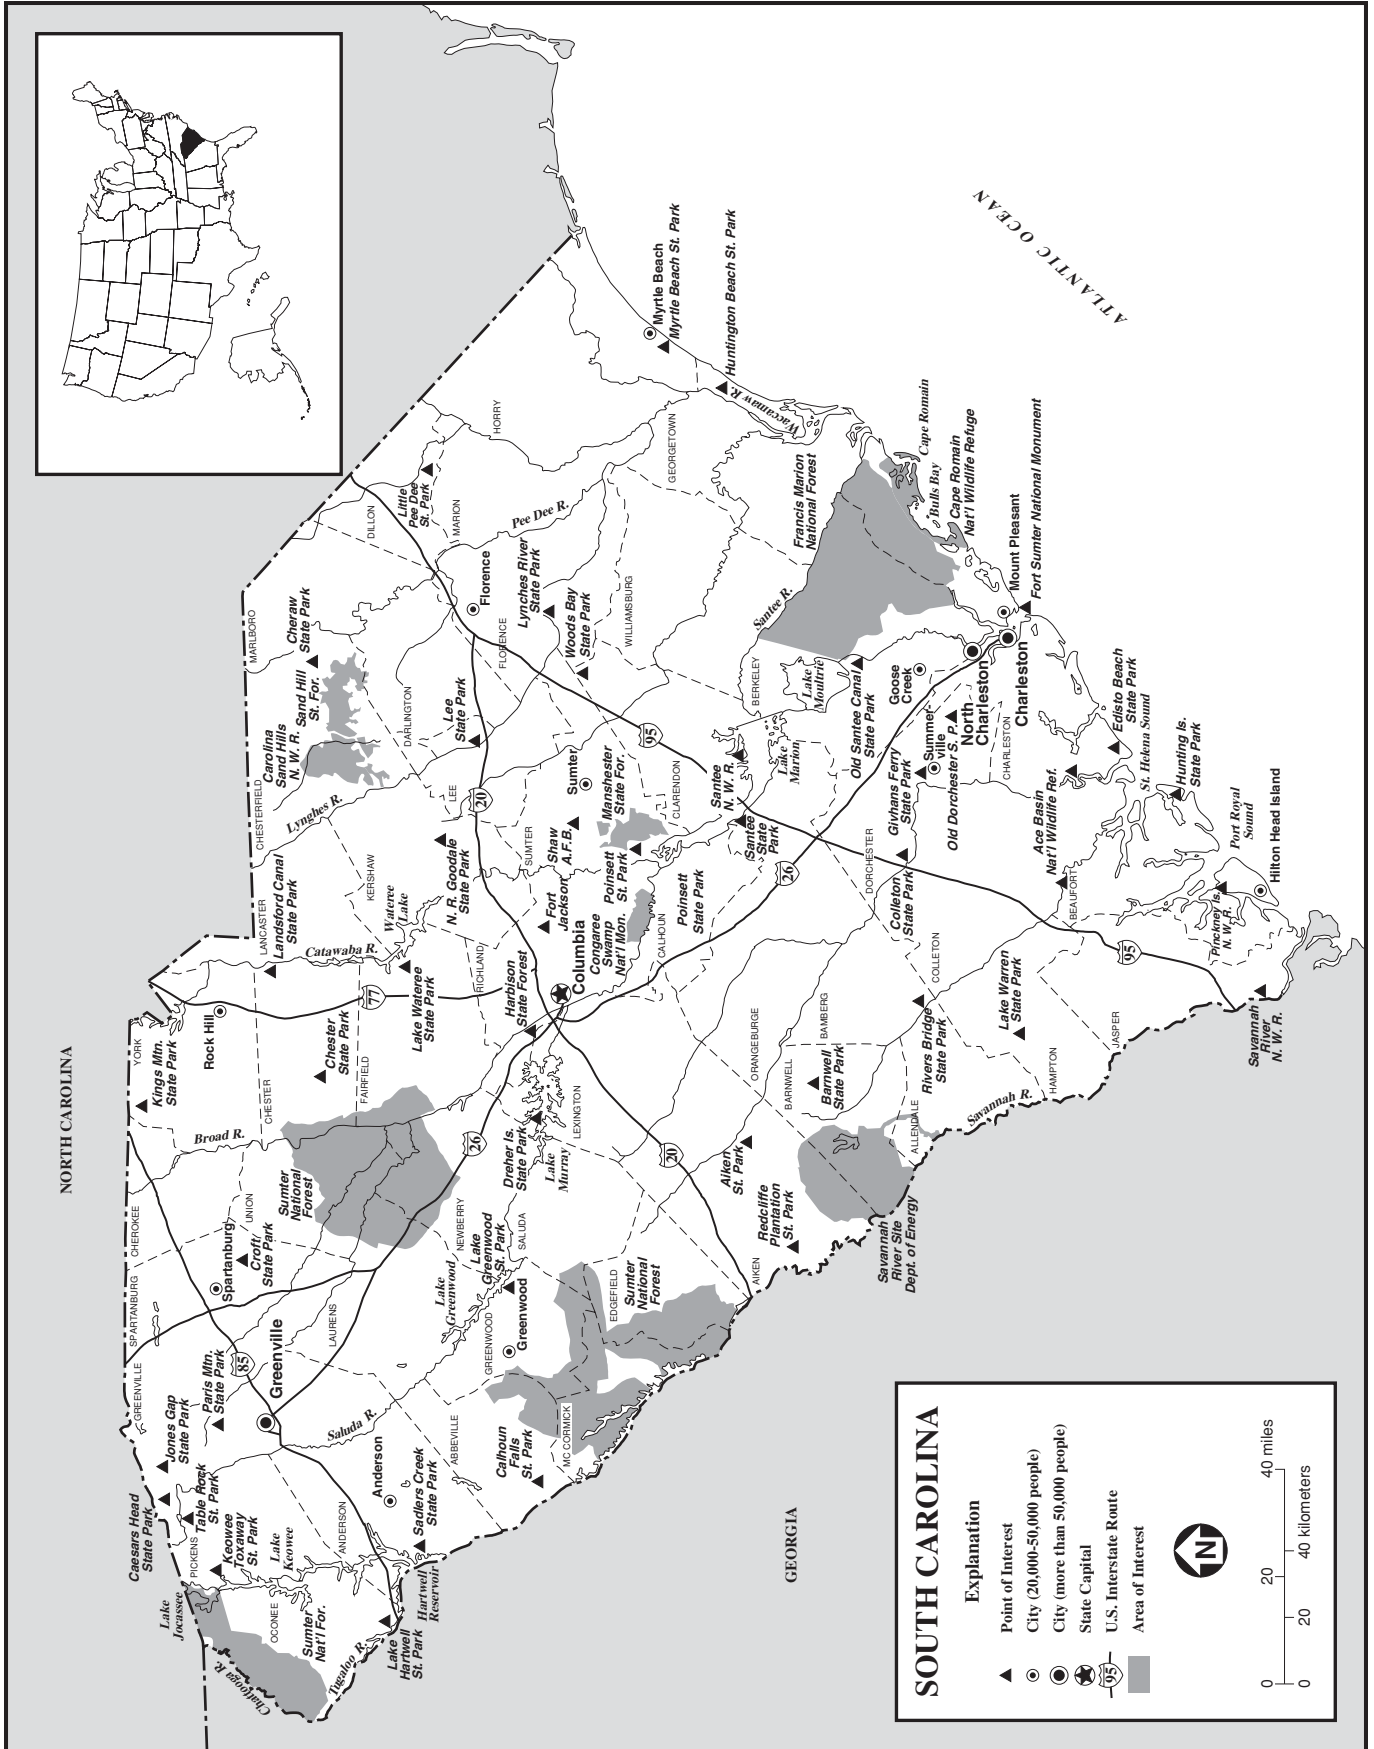 NORTH CAROLINA
GEORGIA
ATLANTIC OCEAN
Caesars Head
State Park
Jones Gap
State Park
Table Rock
St. Park
Paris Mtn.
State Park
Keowee
Toxaway
St. Park
Lake
Jocassee
Lake
Keowee
Sumter
Nat'l For.
Chattooga R.
Tugaloo R.
Lake
Hartwell
St. Park
Hartwell
Reservoir
Sadlers Creek
State Park
Anderson
Greenville
85
Saluda R.
GREENVILLE
PICKENS
OCONEE
ANDERSON
ABBEVILLE
SPARTANBURG
CHEROKEE
Spartanburg
Croft
State Park
UNION
LAURENS
Broad R.
YORK
Kings Mtn.
State Park
Rock Hill
CHESTER
Chester
State Park
FAIRFIELD
77
Sumter
National
Forest
NEWBERRY
26
Lake
Greenwood
Lake
Greenwood
St. Park
GREENWOOD
Greenwood
SALUDA
Calhoun
Falls
St. Park
MC CORMICK
EDGEFIELD
Sumter
National
Forest
AIKEN
LANCASTER
Landsford Canal
State Park
Catawaba R.
CHESTERFIELD
Lynghes R.
KERSHAW
Wateree
Lake
Lake Wateree
State Park
N. R. Goodale
State Park
RICHLAND
Harbison
State Forest
Columbia
Fort
Jackson
Shaw
A.F.B.
Congaree
Swamp
Nat'l Mon.
Dreher Is.
State Park
Lake
Murray
LEXINGTON
20
CALHOUN
Poinsett
St. Park
Poinsett
State Park
Manshester
State For.
SUMTER
Sumter
LEE
20
Lee
State Park
Carolina
Sand Hills
N. W. R.
Sand Hill
St. For.
Cheraw
State Park
MARLBORO
DARLINGTON
DILLON
Little
Pee Dee
St. Park
MARION
HORRY
Pee Dee R.
Florence
FLORENCE
Lynches River
State Park
Woods Bay
State Park
WILLIAMSBURG
GEORGETOWN
95
CLARENDON
Santee
N. W. R.
Santee
State
Park
Lake
Marion
Myrtle Beach
Myrtle Beach St. Park
Huntington Beach St. Park
Waccamaw R.
Francis Marion
National Forest
Santee R.
BERKELEY
Lake
Moultrie
Old Santee Canal
State Park
Cape Romain
Bulls Bay
Cape Romain
Nat'l Wildlife Refuge
Mount Pleasant
Fort Sumter National Monument
Goose
Creek
North
Charleston
Charleston
Summer-
ville
CHARLESTON
Old Dorchester S. P.
Givhans Ferry
State Park
DORCHESTER
26
Colleton
State Park
COLLETON
Ace Basin
Nat'l Wildlife Ref.
Edisto Beach
State Park
St. Helena Sound
Hunting Is.
State Park
BEAUFORT
Port Royal
Sound
Hilton Head Island
Pinckney Is.
N. W. R.
95
Savannah
River
N. W. R.
JASPER
HAMPTON
Lake Warren
State Park
Rivers Bridge
State Park
BAMBERG
ORANGEBURGE
BARNWELL
Barnwell
State Park
ALLENDALE
Savannah R.
Aiken
St. Park
Redcliffe
Plantation
St. Park
Savannah
River Site
Dept. of Energy
SOUTH CAROLINA
Explanation
Point of Interest
City (20,000-50,000 people)
City (more than 50,000 people)
State Capital
95
U.S. Interstate Route
Area of Interest
N
0 20 40 miles
0 20 40 kilometers